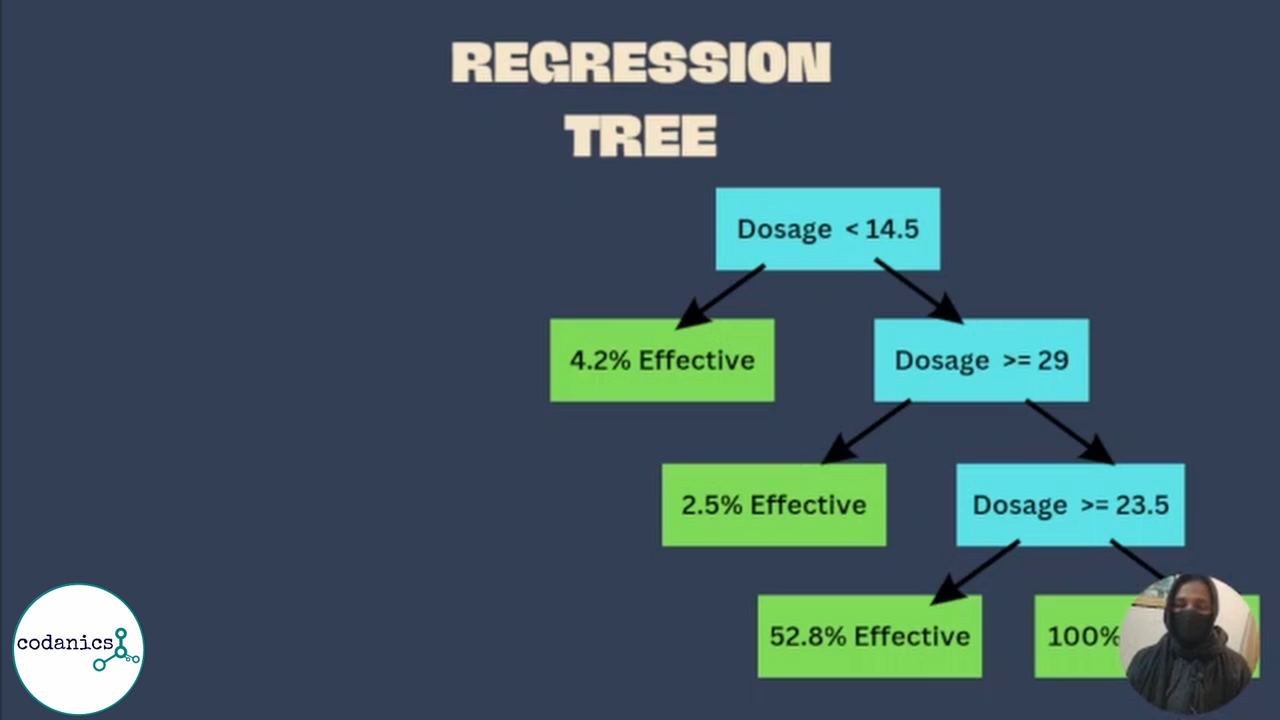 REGRESSION
TREE
Dosage < 14.5
4.2% Effective
Dosage >= 29
2.5% Effective
Dosage >= 23.5
52.8% Effective
100%
codanics